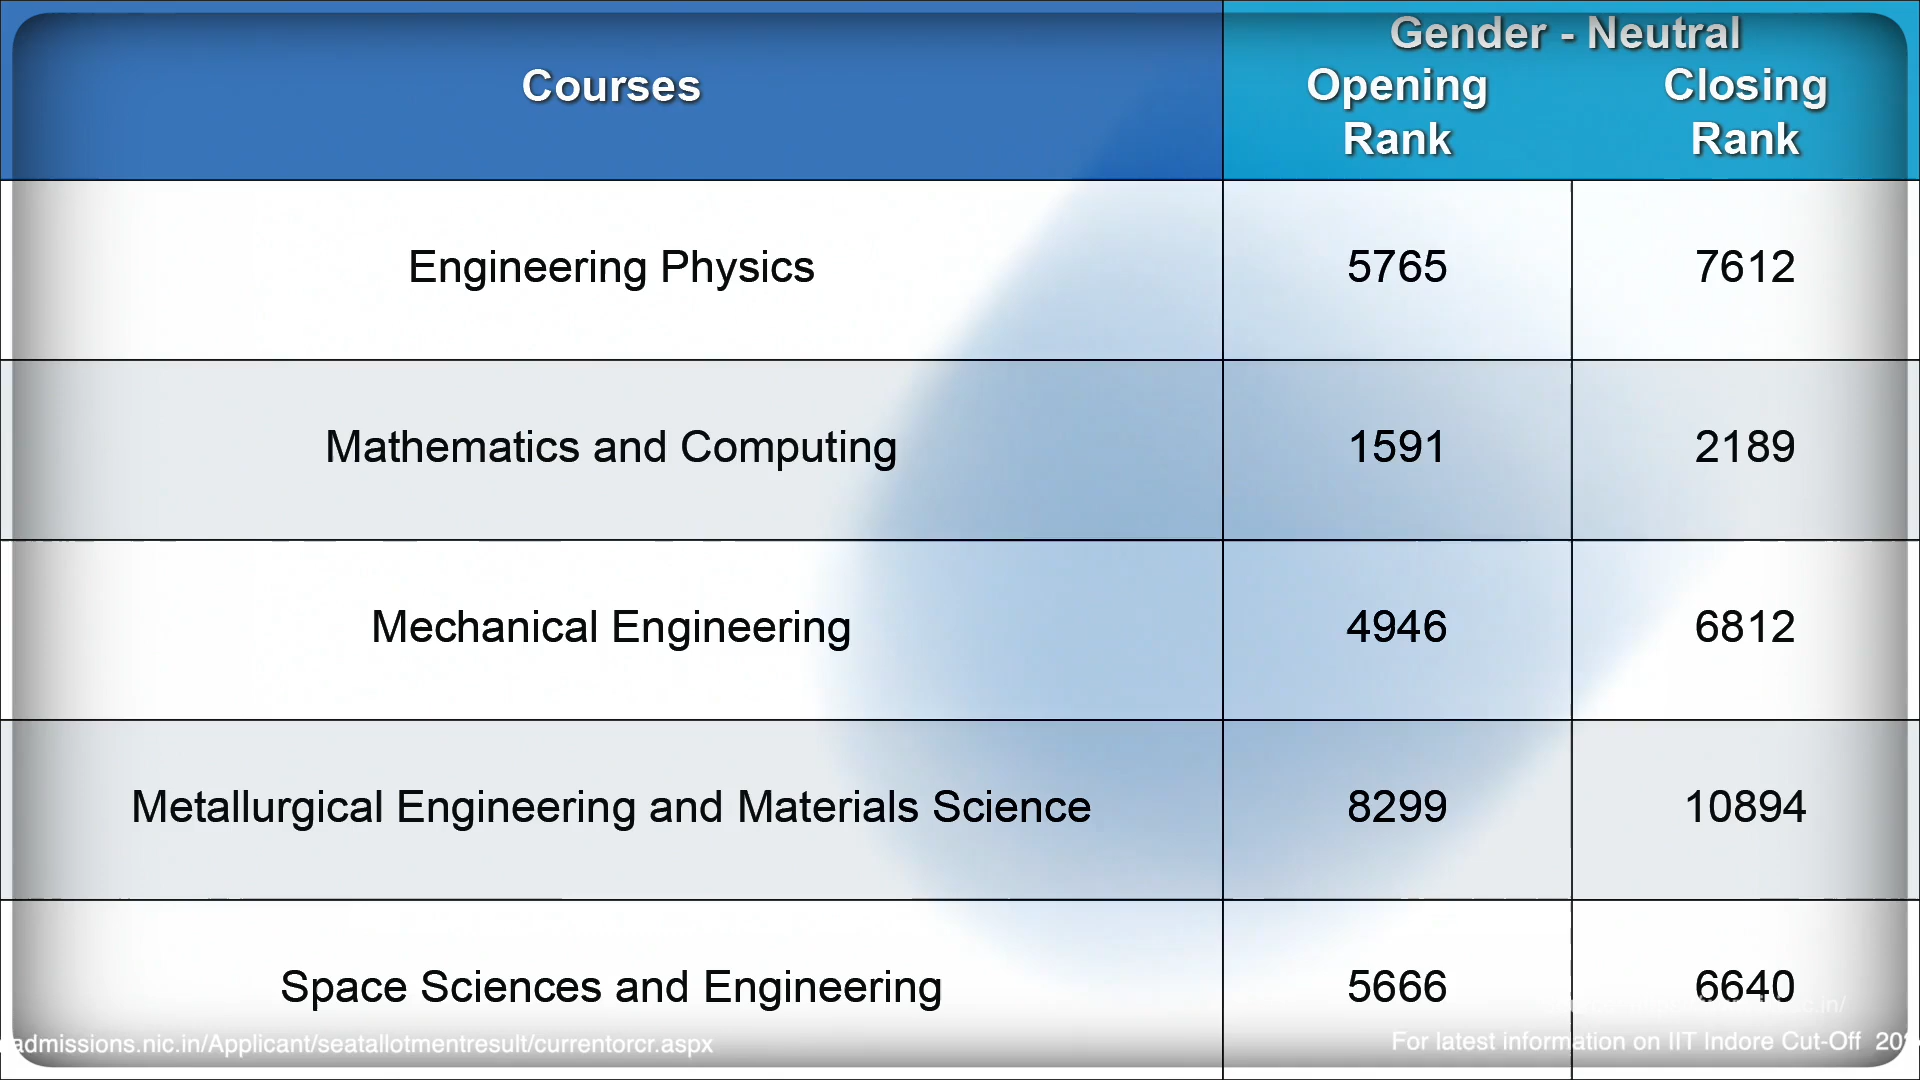 Gender - Neutral
Courses Opening Rank Closing Rank
Engineering Physics 5765 7612
Mathematics and Computing 1591 2189
Mechanical Engineering 4946 6812
Metallurgical Engineering and Materials Science 8299 10894
Space Sciences and Engineering 5666 6640
admissions.nic.in/Applicant/seatallotmentresult/currentorcr.aspx
For latest information on IIT Indore Cut-Off